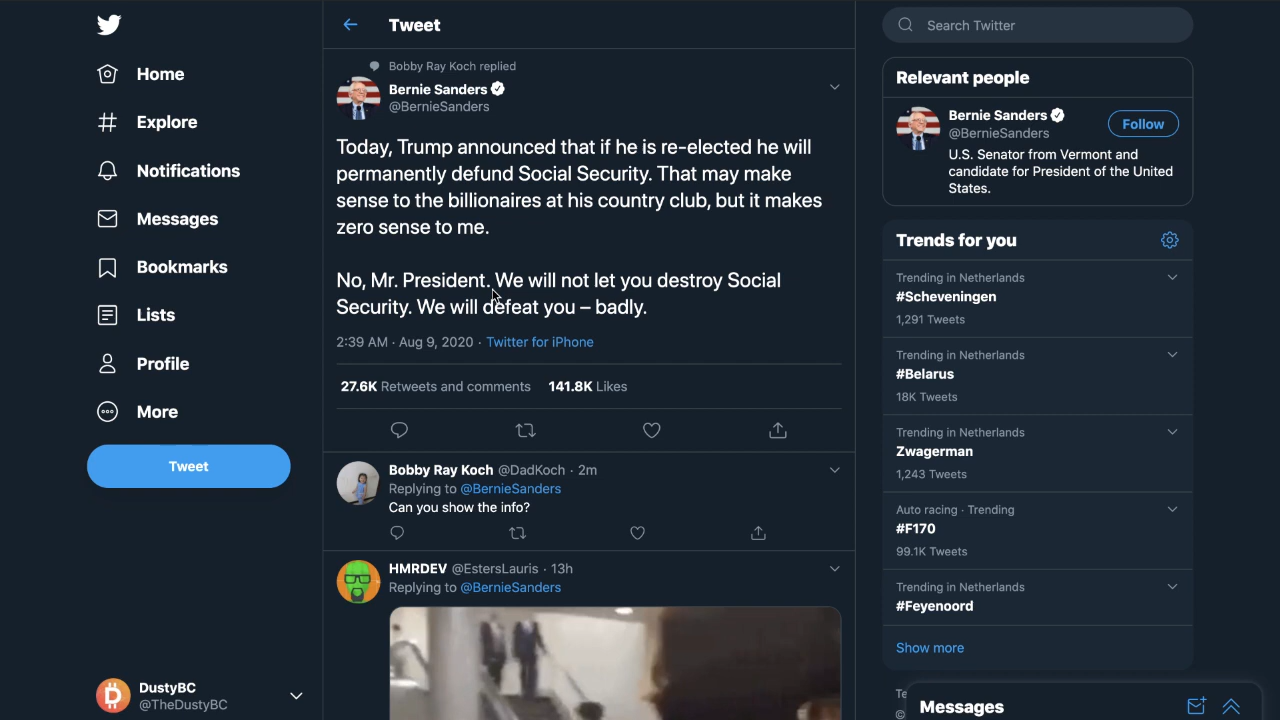 Home
Explore
Notifications
Messages
Bookmarks
Lists
Profile
More
Tweet
DustyBC
@TheDustyBC
Tweet
Bobby Ray Koch replied
Bernie Sanders
@BernieSanders
Today, Trump announced that if he is re-elected he will
permanently defund Social Security. That may make
sense to the billionaires at his country club, but it makes
zero sense to me.
No, Mr. President. We will not let you destroy Social
Security. We will defeat you – badly.
2:39 AM · Aug 9, 2020 · Twitter for iPhone
27.6K Retweets and comments 141.8K Likes
Bobby Ray Koch @DadKoch · 2m
Replying to @BernieSanders
Can you show the info?
HMRDEV @EstersLauris · 13h
Replying to @BernieSanders
Search Twitter
Relevant people
Bernie Sanders
@BernieSanders
Follow
U.S. Senator from Vermont and
candidate for President of the United
States.
Trends for you
Trending in Netherlands
#Scheveningen
1,291 Tweets
Trending in Netherlands
#Belarus
18K Tweets
Trending in Netherlands
Zwagerman
1,243 Tweets
Auto racing · Trending
#F170
99.1K Tweets
Trending in Netherlands
#Feyenoord
Show more
Messages